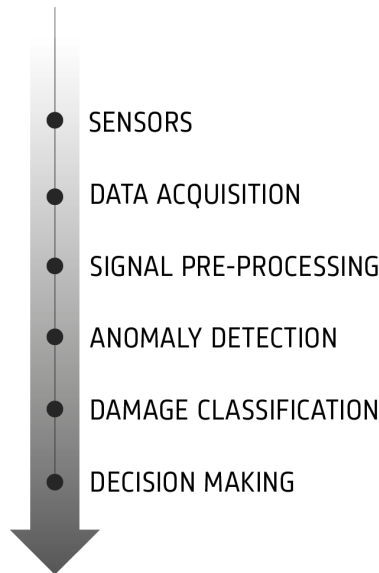 SENSORS
DATA ACQUISITION
SIGNAL PRE-PROCESSING
ANOMALY DETECTION
DAMAGE CLASSIFICATION
DECISION MAKING